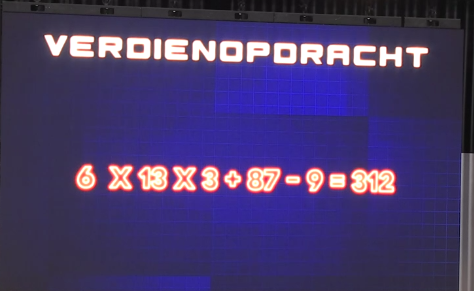 VERDIENOPDRACHT
6 X 13 X 3 + 87 - 9 = 312